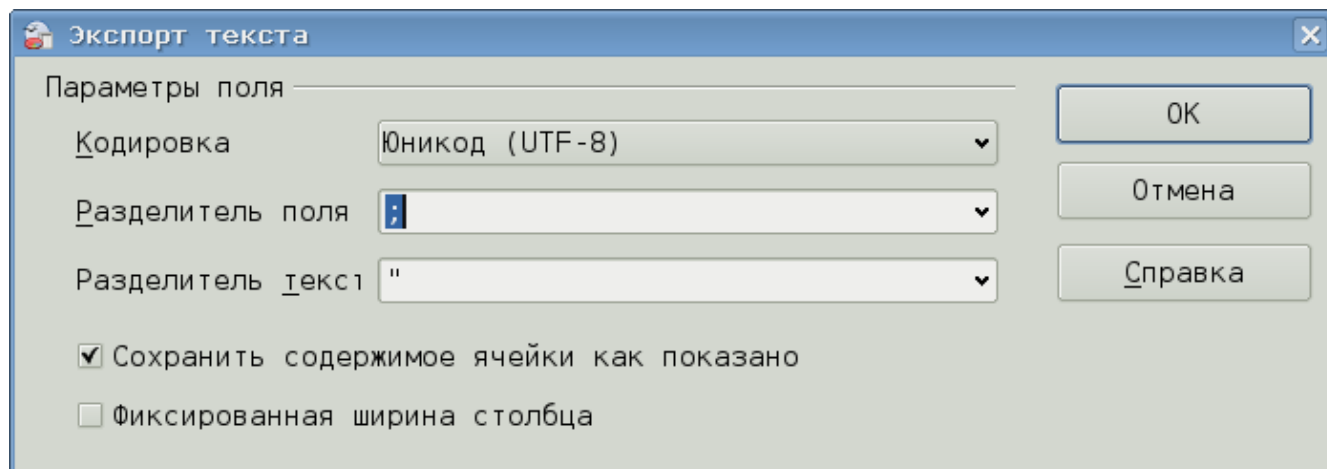 Экспорт текста
Параметры поля
Кодировка
Юникод (UTF-8)
Разделитель поля
;
Разделитель текст
"
Сохранить содержимое ячейки как показано
Фиксированная ширина столбца
OK
Отмена
Справка